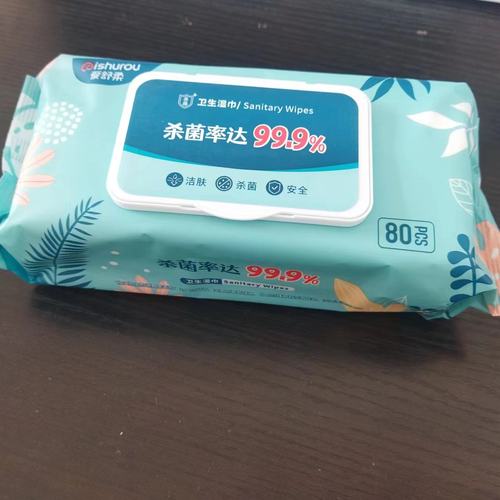 Aishurou
爱舒柔
卫生湿巾/ Sanitary Wipes
杀菌率达 99.9%
洁肤 杀菌 安全
80 PCS
杀菌率达 99.9%
卫生湿巾 Sanitary Wipes